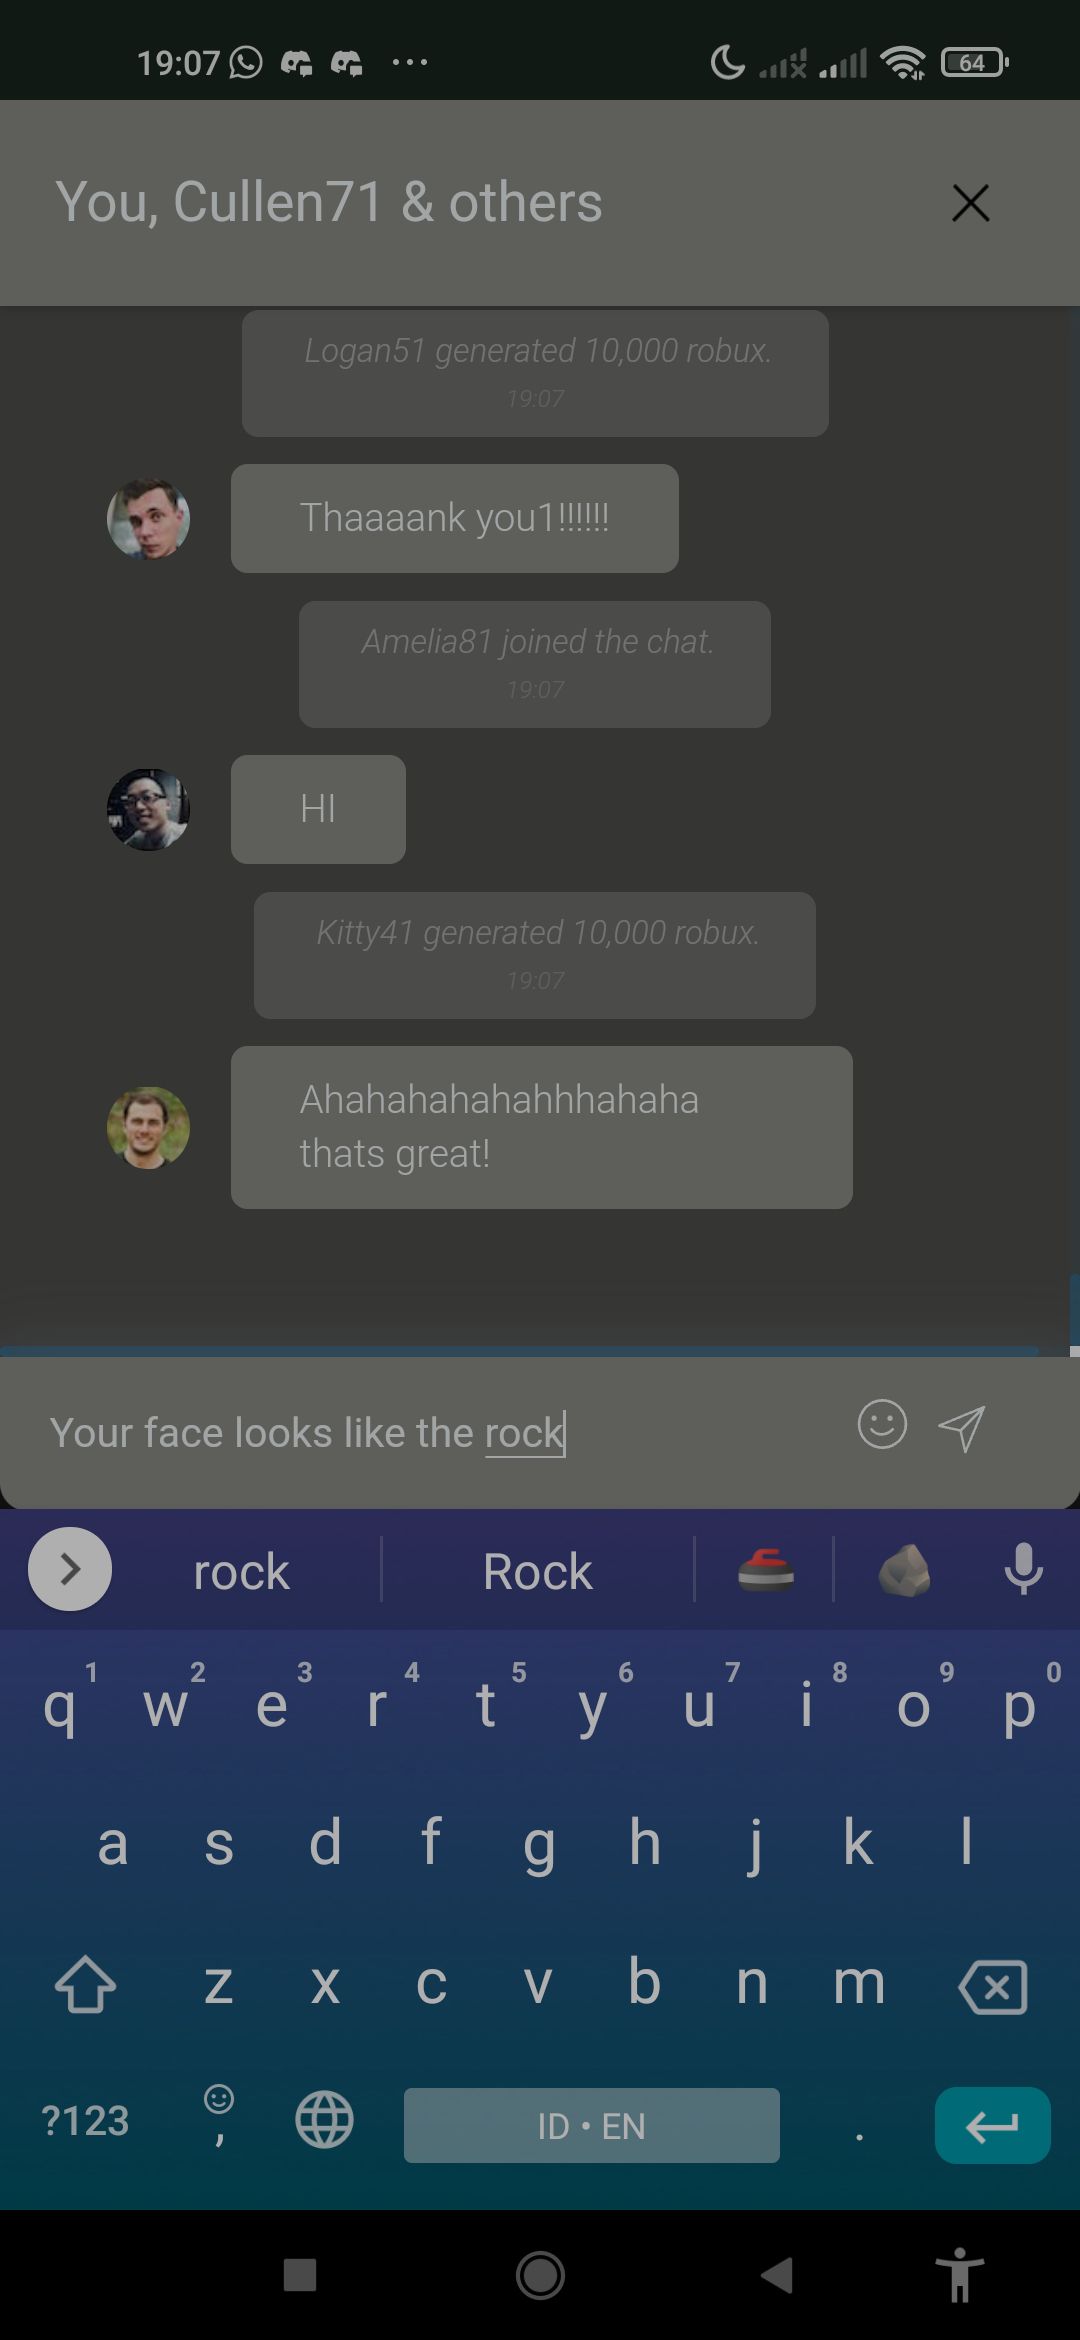 19:07
64
You, Cullen71 & others
Logan51 generated 10,000 robux.
19:07
Thaaaank you1!!!!!!
Amelia81 joined the chat.
19:07
HI
Kitty41 generated 10,000 robux.
19:07
Ahahahahahahhhahaha
thats great!
Your face looks like the rock
rock Rock
1 2 3 4 5 6 7 8 9 0
q w e r t y u i o p
a s d f g h j k l
z x c v b n m
?123 , ID • EN .